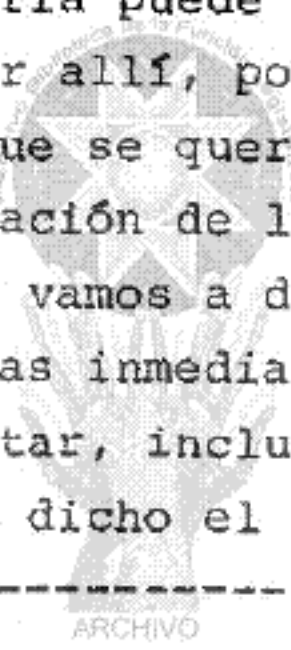 ría puede
r allí, po
ue se quer
ación de l
vamos a d
as inmedia
tar, inclu
dicho el
-----------
ARCHIVO